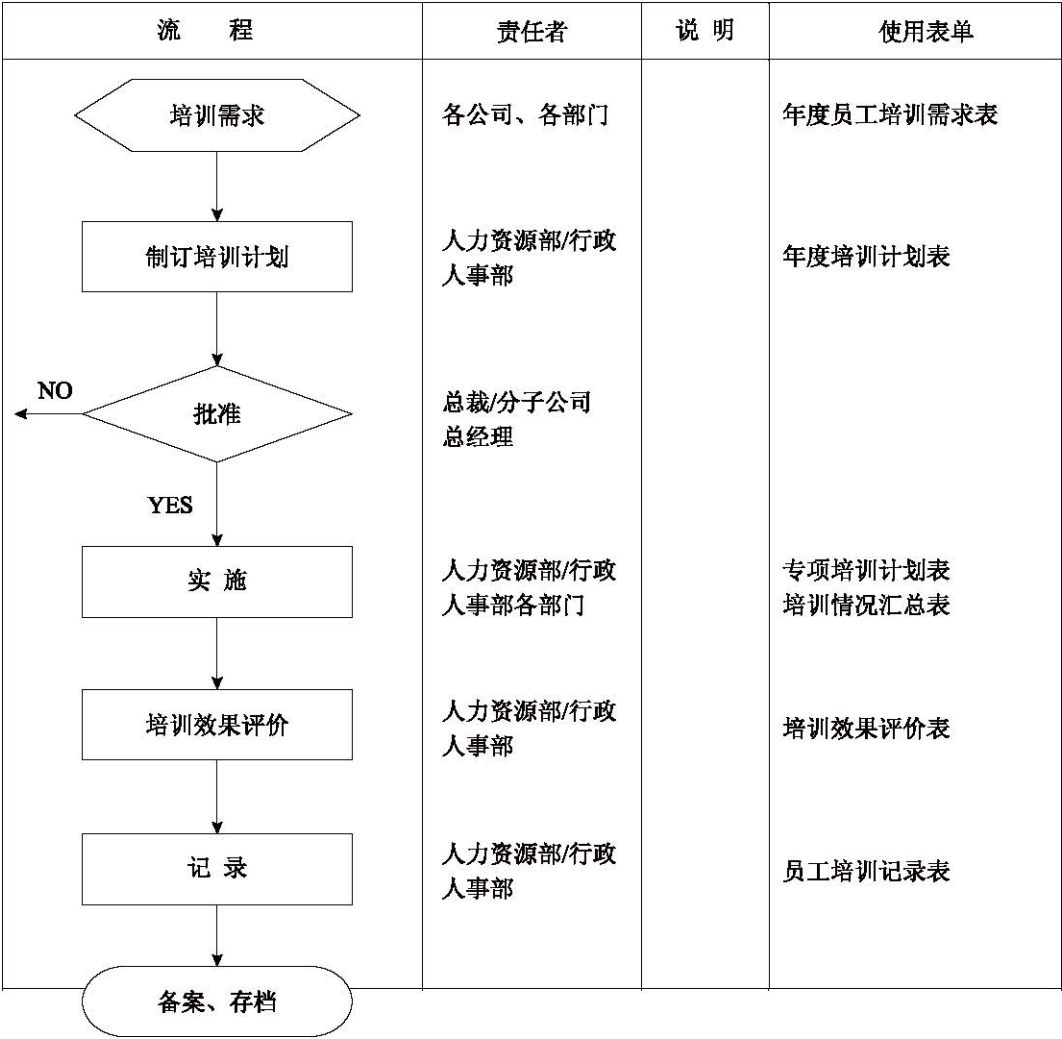 流 程 责任者 说 明 使用表单
培训需求 各公司、各部门 年度员工培训需求表
制订培训计划 人力资源部/行政 年度培训计划表
人事部
NO
批准 总裁/分子公司
总经理
YES
实 施 人力资源部/行政 专项培训计划表
人事部各部门 培训情况汇总表
培训效果评价 人力资源部/行政 培训效果评价表
人事部
记 录 人力资源部/行政 员工培训记录表
人事部
备案、存档